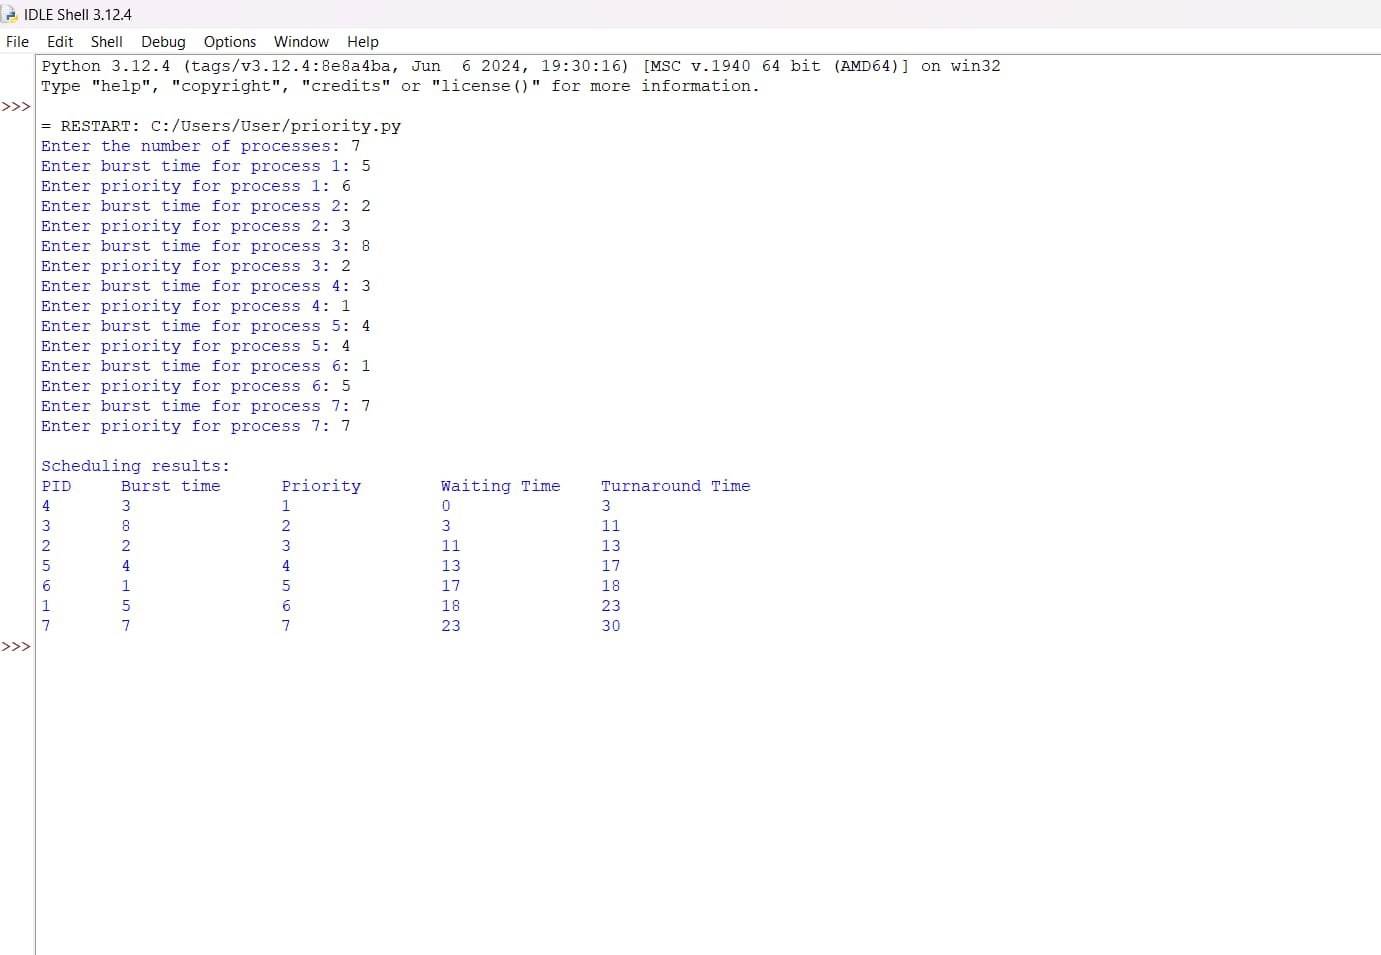 IDLE Shell 3.12.4
File Edit Shell Debug Options Window Help
Python 3.12.4 (tags/v3.12.4:8e8a4ba, Jun  6 2024, 19:30:16) [MSC v.1940 64 bit (AMD64)] on win32
Type "help", "copyright", "credits" or "license()" for more information.
>>>
= RESTART: C:/Users/User/priority.py
Enter the number of processes: 7
Enter burst time for process 1: 5
Enter priority for process 1: 6
Enter burst time for process 2: 2
Enter priority for process 2: 3
Enter burst time for process 3: 8
Enter priority for process 3: 2
Enter burst time for process 4: 3
Enter priority for process 4: 1
Enter burst time for process 5: 4
Enter priority for process 5: 4
Enter burst time for process 6: 1
Enter priority for process 6: 5
Enter burst time for process 7: 7
Enter priority for process 7: 7
Scheduling results:
PID Burst time Priority Waiting Time Turnaround Time
4 3 1 0 3
3 8 2 3 11
2 2 3 11 13
5 4 4 13 17
6 1 5 17 18
1 5 6 18 23
7 7 7 23 30
>>>